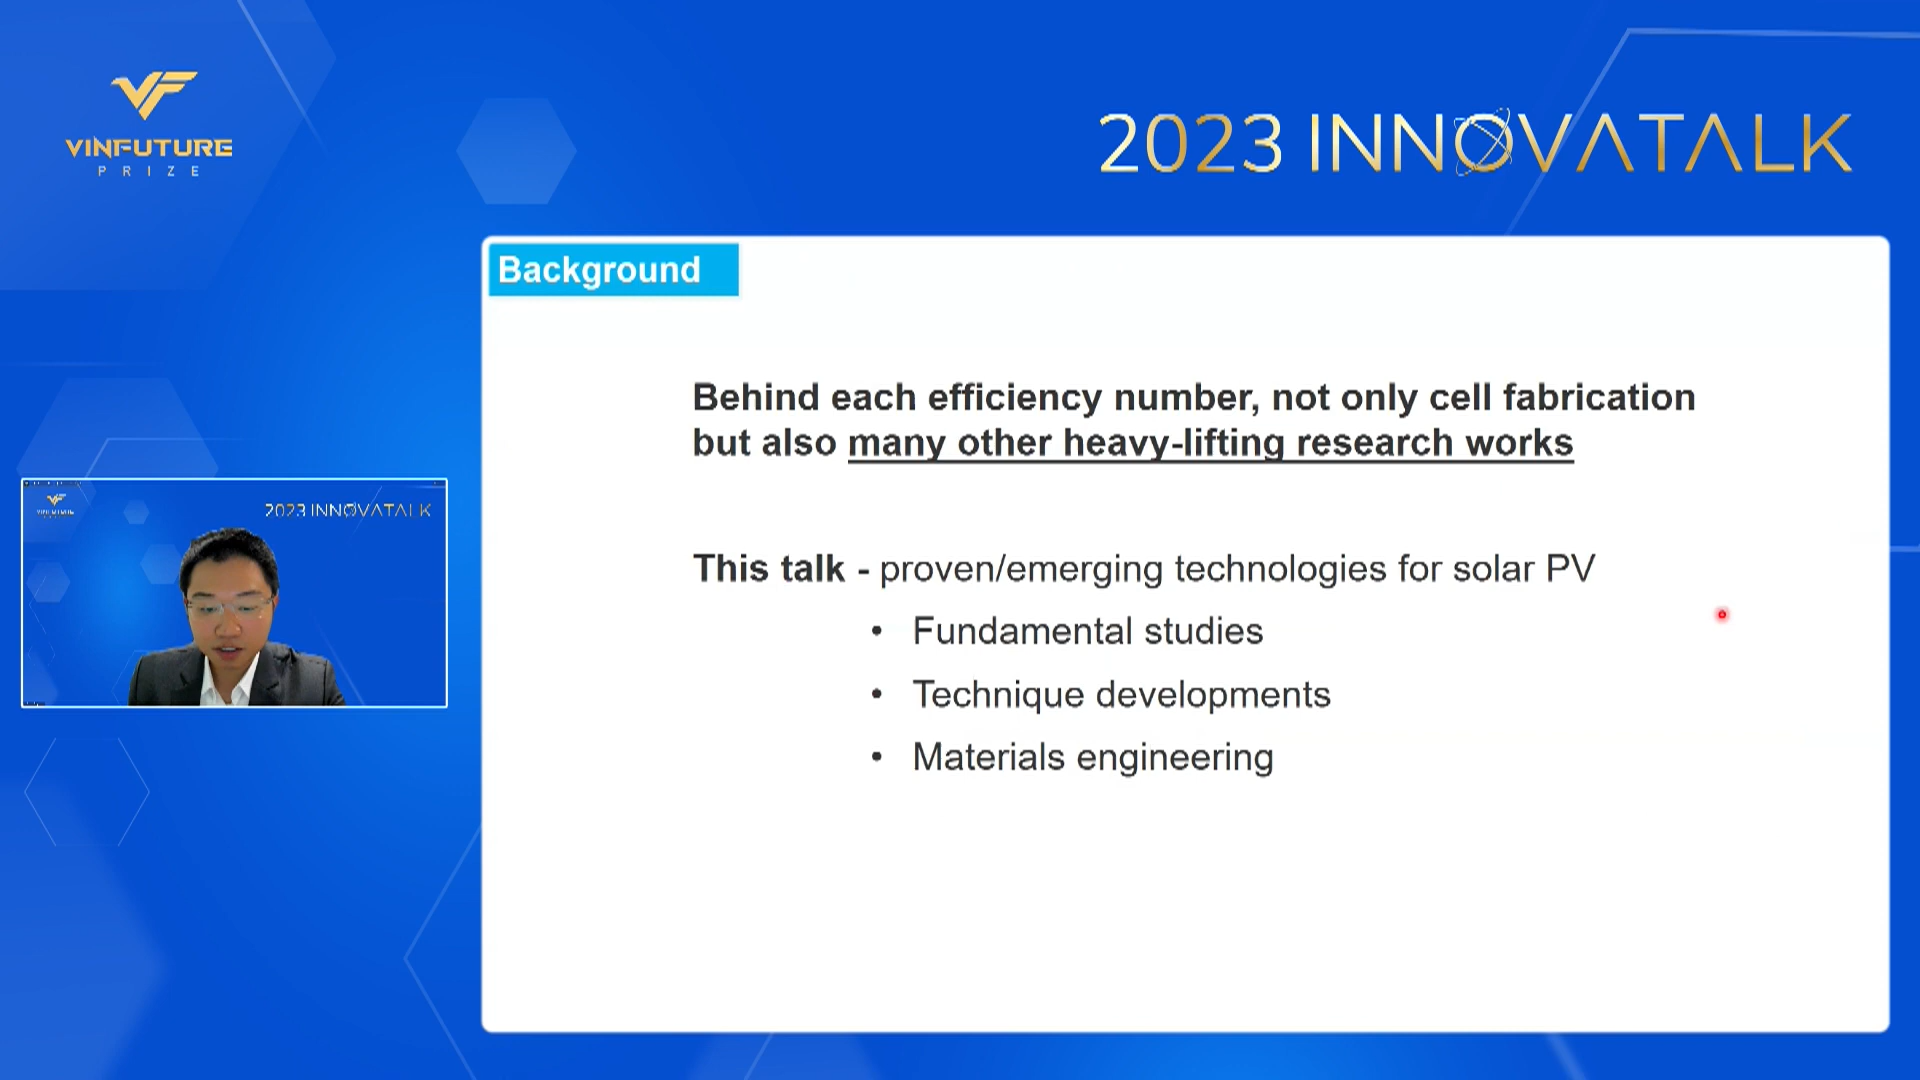 VINFUTURE
PRIZE
2023 INNOVATALK
Background
Behind each efficiency number, not only cell fabrication
but also many other heavy-lifting research works
This talk - proven/emerging technologies for solar PV
• Fundamental studies
• Technique developments
• Materials engineering
VINFUTURE
2023 INNOVATALK